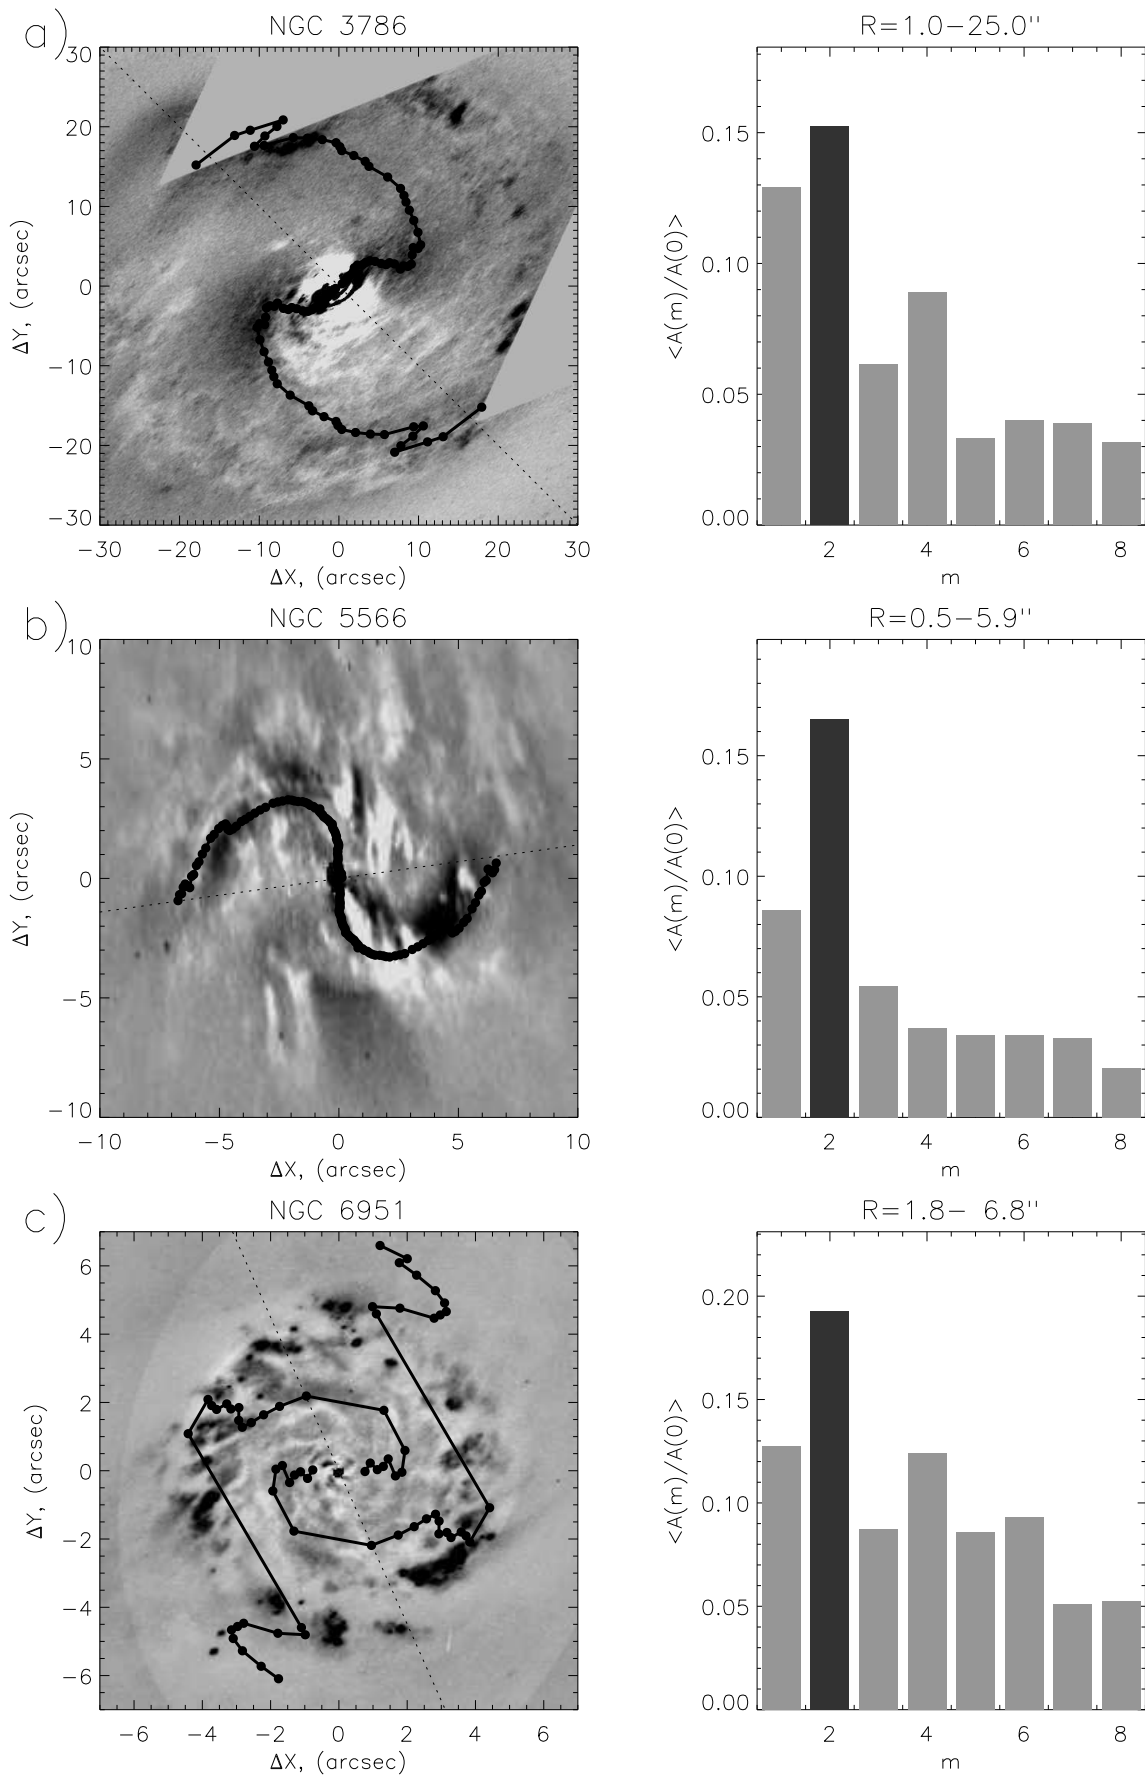 a)
NGC 3786
30
20
10
0
−10
−20
−30
ΔY, (arcsec)
−30 −20 −10 0 10 20 30
ΔX, (arcsec)
R=1.0−25.0"
0.15
0.10
0.05
0.00
<A(m)/A(0)>
2 4 6 8
m
b)
NGC 5566
10
5
0
−5
−10
ΔY, (arcsec)
−10 −5 0 5 10
ΔX, (arcsec)
R=0.5−5.9"
0.15
0.10
0.05
0.00
<A(m)/A(0)>
2 4 6 8
m
c)
NGC 6951
6
4
2
0
−2
−4
−6
ΔY, (arcsec)
−6 −4 −2 0 2 4 6
ΔX, (arcsec)
R=1.8− 6.8"
0.20
0.15
0.10
0.05
0.00
<A(m)/A(0)>
2 4 6 8
m